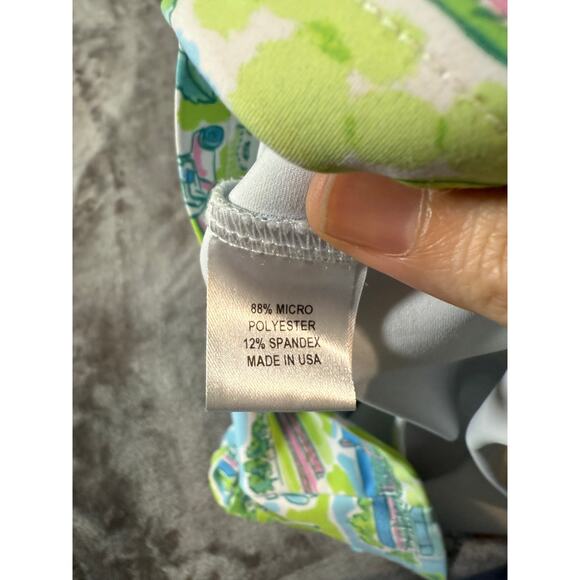 88% MICRO
POLYESTER
12% SPANDEX
MADE IN USA